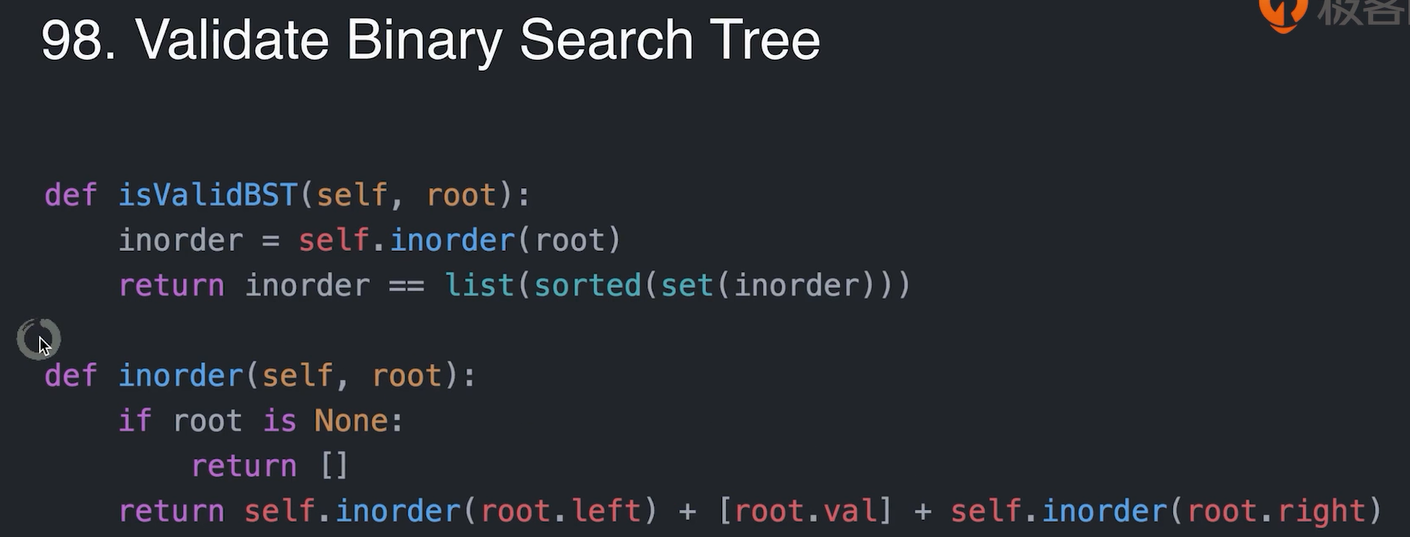 98. Validate Binary Search Tree
极客
def isValidBST(self, root):
    inorder = self.inorder(root)
    return inorder == list(sorted(set(inorder)))
def inorder(self, root):
    if root is None:
        return []
    return self.inorder(root.left) + [root.val] + self.inorder(root.right)